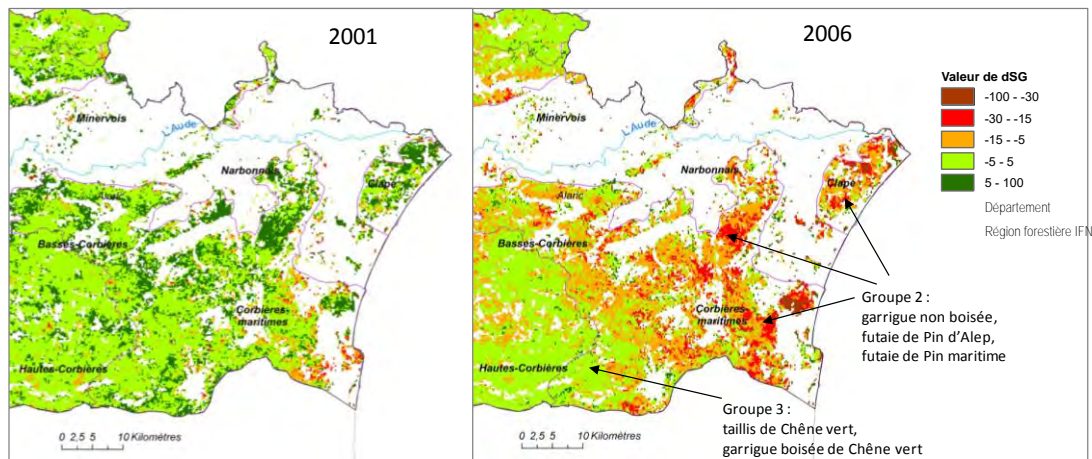 2001
Minervois
L'Aude
Narbonnais
Clape
Alaric
Basses-Corbières
Corbières-
maritimes
Hautes-Corbières
0 2,5 5 10 Kilomètres
2006
Minervois
L'Aude
Narbonnais
Clape
Alaric
Basses-Corbières
Corbières-
maritimes
Hautes-Corbières
0 2,5 5 10 Kilomètres
Groupe 2 :
garrigue non boisée,
futaie de Pin d'Alep,
futaie de Pin maritime
Groupe 3 :
taillis de Chêne vert,
garrigue boisée de Chêne vert
Valeur de dSG
-100 - -30
-30 - -15
-15 - -5
-5 - 5
5 - 100
Département
Région forestière IFN